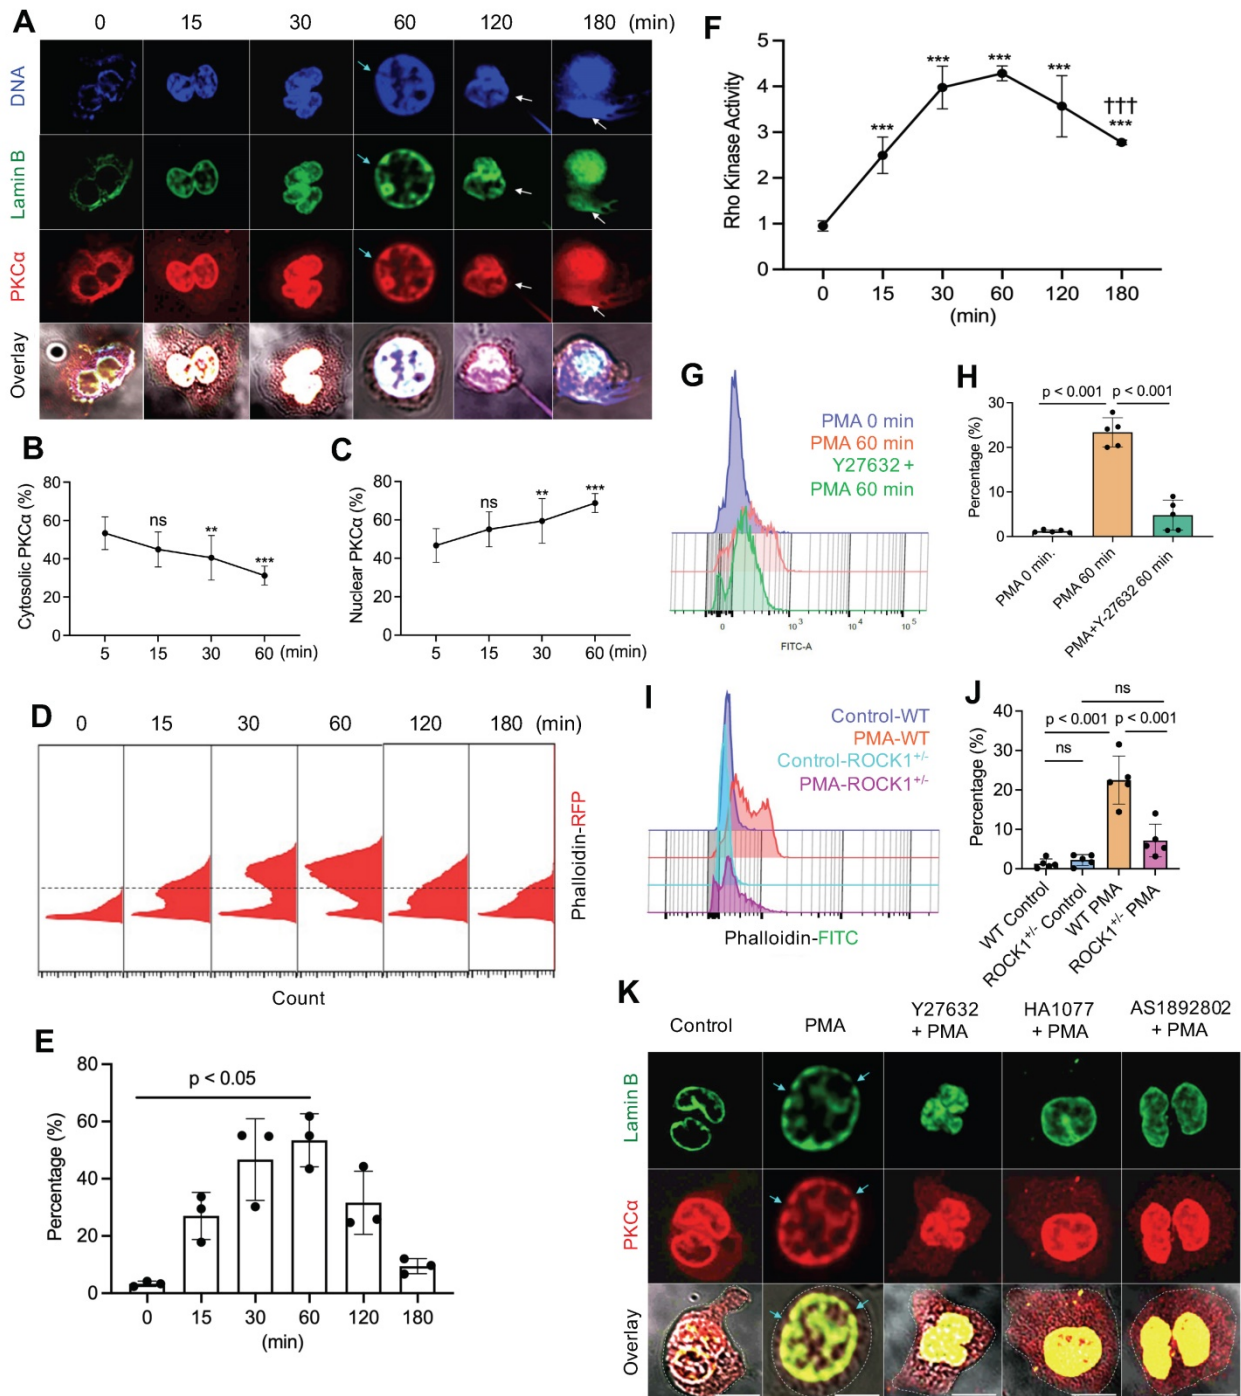 A
0 15 30 60 120 180 (min)
DNA
Lamin B
PKCα
Overlay
B
Cytosolic PKCα (%)
80
60
40
20
0
ns
**
***
5 15 30 60 (min)
C
Nuclear PKCα (%)
80
60
40
20
0
ns
**
***
5 15 30 60 (min)
D
0 15 30 60 120 180 (min)
Phalloidin-RFP
Count
E
Percentage (%)
80
60
40
20
0
p < 0.05
0 15 30 60 120 180
(min)
F
Rho Kinase Activity
5
4
3
2
1
0
***
***
***
***
†††
***
0 15 30 60 120 180
(min)
G
PMA 0 min
PMA 60 min
Y27632 +
PMA 60 min
0 10³ 10⁴ 10⁵
FITC-A
H
Percentage (%)
30
20
10
0
p < 0.001 p < 0.001
PMA 0 min.
PMA 60 min
PMA+Y-27632 60 min
I
Control-WT
PMA-WT
Control-ROCK1+/-
PMA-ROCK1+/-
Phalloidin-FITC
J
Percentage (%)
40
30
20
10
0
ns
p < 0.001 p < 0.001
ns
WT Control
ROCK1+/- Control
WT PMA
ROCK1+/- PMA
K
Control
PMA
Y27632
+ PMA
HA1077
+ PMA
AS1892802
+ PMA
Lamin B
PKCα
Overlay